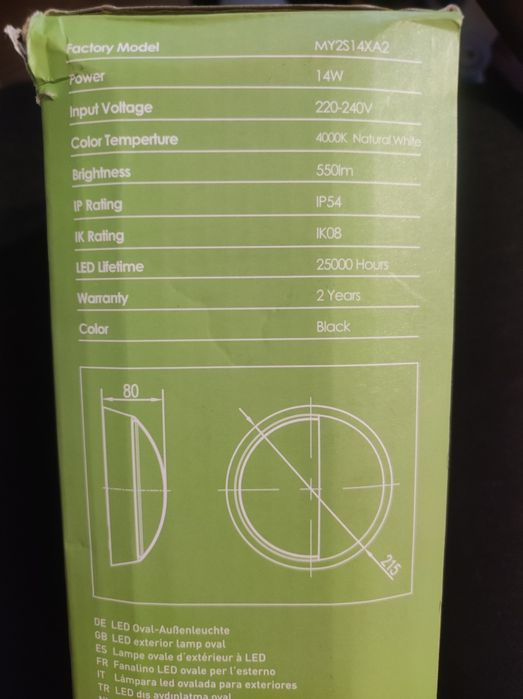 Factory Model MY2S14XA2
Power 14W
Input Voltage 220-240V
Color Temperture 4000K Natural White
Brightness 550lm
IP Rating IP54
IK Rating IK08
LED Lifetime 25000 Hours
Warranty 2 Years
Color Black
80
215
DE LED Oval-Außenleuchte
GB LED exterior lamp oval
ES Lampe ovale d'extérieur à LED
FR Fanalino LED ovale per l'esterno
IT Lámpara led ovalada para exteriores
TR LED dış aydınlatma oval